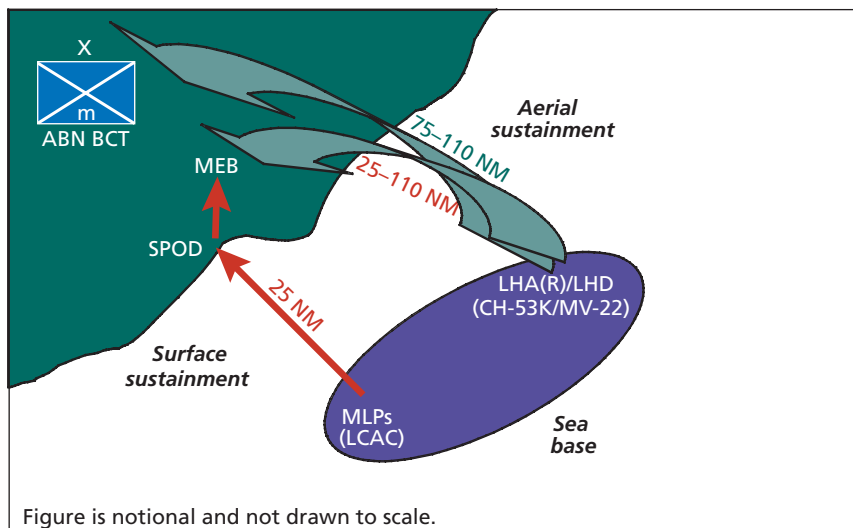 X
m
ABN BCT
Aerial
sustainment
75–110 NM
25–110 NM
MEB
SPOD
25 NM
LHA(R)/LHD
(CH-53K/MV-22)
Surface
sustainment
MLPs
(LCAC)
Sea
base
Figure is notional and not drawn to scale.